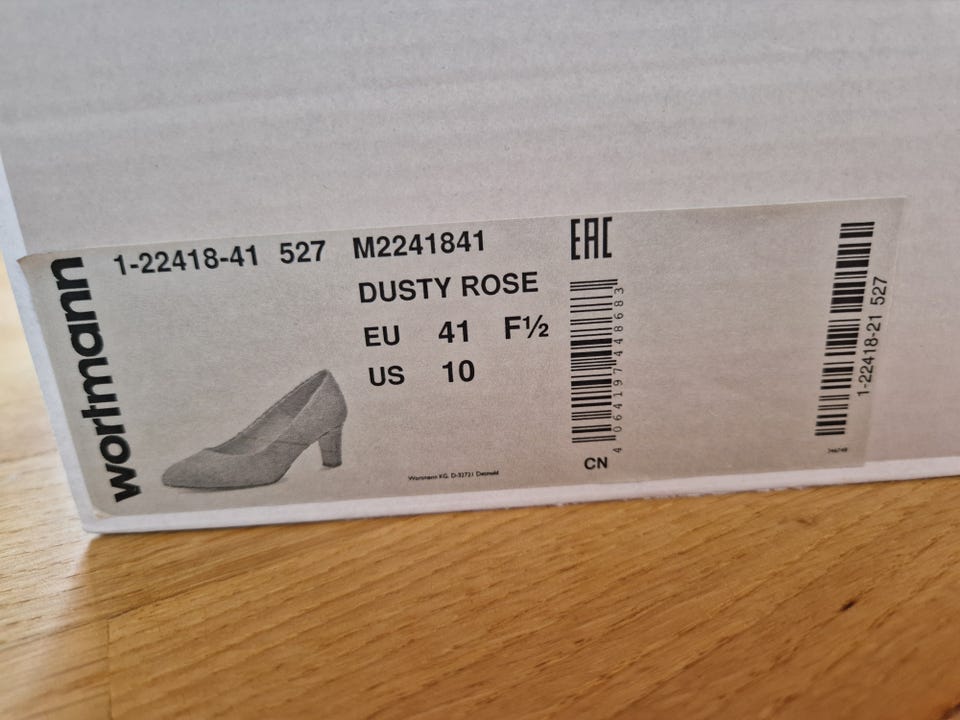 wortmann
1-22418-41 527 M2241841
DUSTY ROSE
EU 41 F½
US 10
Wortmann KG D-32721 Detmold
EAC
4 064197 448683
CN
1-22418-21 527